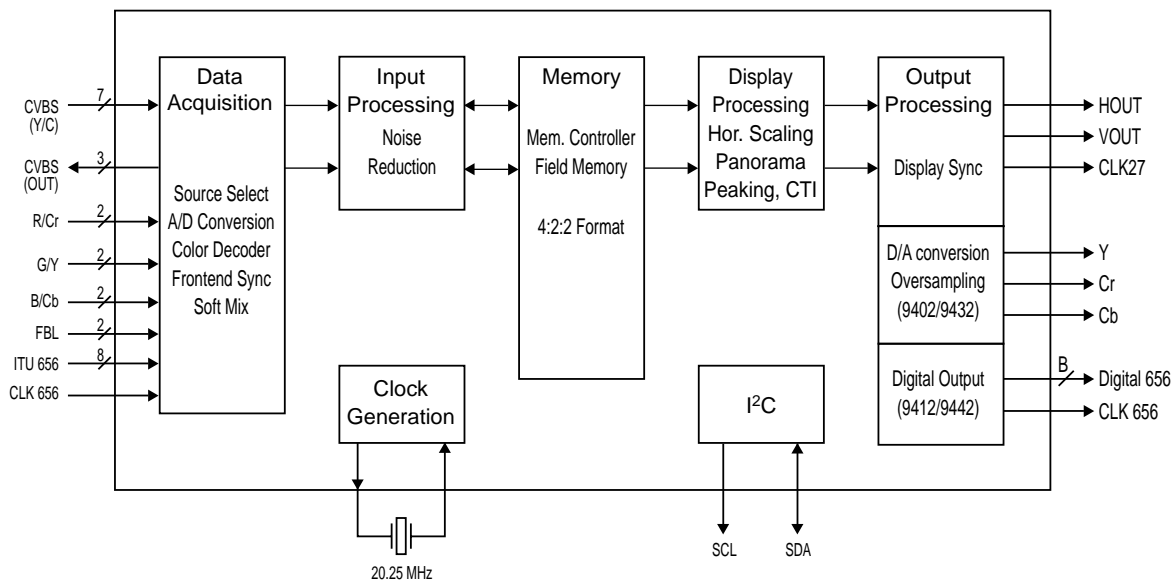 Data
Acquisition
Source Select
A/D Conversion
Color Decoder
Frontend Sync
Soft Mix
Input
Processing
Noise
Reduction
Memory
Mem. Controller
Field Memory
4:2:2 Format
Display
Processing
Hor. Scaling
Panorama
Peaking, CTI
Output
Processing
Display Sync
D/A conversion
Oversampling
(9402/9432)
Digital Output
(9412/9442)
CVBS
(Y/C)
7
CVBS
(OUT)
3
R/Cr
2
G/Y
2
B/Cb
2
FBL
2
ITU 656
8
CLK 656
HOUT
VOUT
CLK27
Y
Cr
Cb
B
Digital 656
CLK 656
Clock
Generation
20.25 MHz
I²C
SCL
SDA